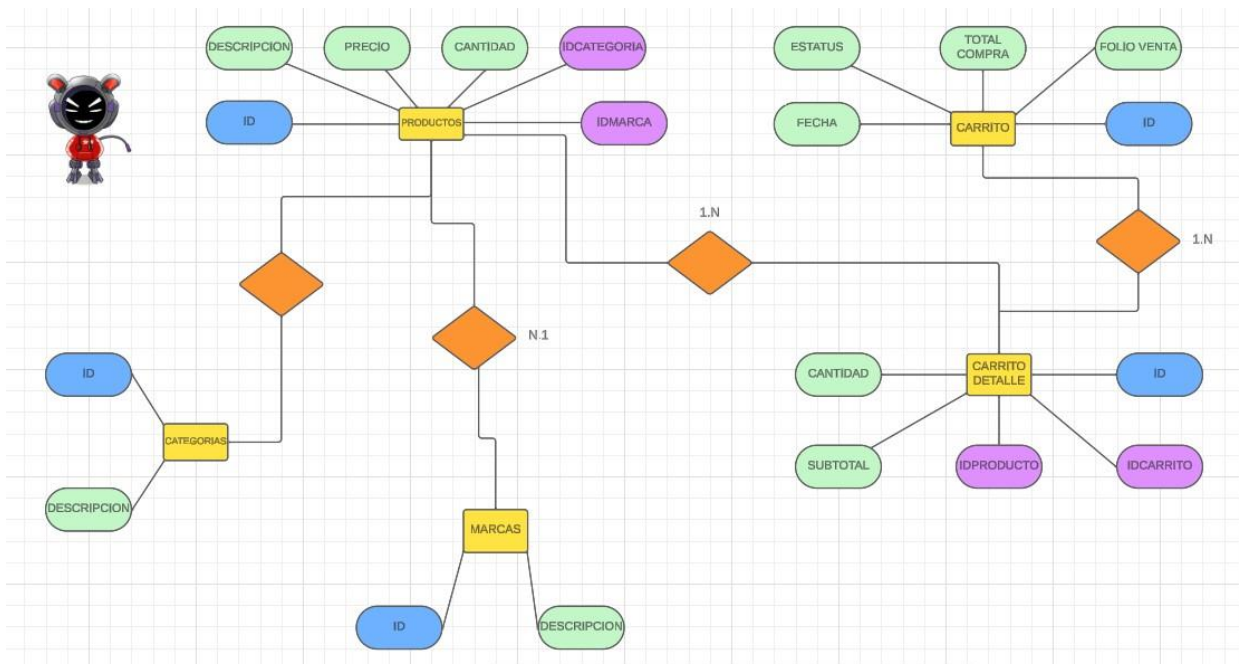 DESCRIPCION
PRECIO
CANTIDAD
IDCATEGORIA
ID
PRODUCTOS
IDMARCA
ESTATUS
TOTAL
COMPRA
FOLIO VENTA
FECHA
CARRITO
ID
1.N
1.N
N.1
ID
CATEGORIAS
DESCRIPCION
MARCAS
ID
DESCRIPCION
CANTIDAD
CARRITO
DETALLE
ID
SUBTOTAL
IDPRODUCTO
IDCARRITO